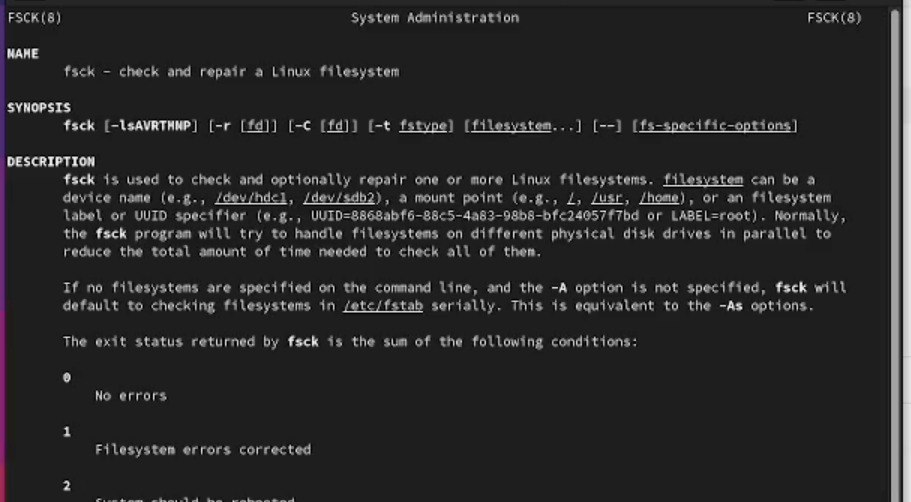 FSCK(8) System Administration FSCK(8)
NAME
fsck - check and repair a Linux filesystem
SYNOPSIS
fsck [-lsAVRTMNP] [-r [fd]] [-C [fd]] [-t fstype] [filesystem...] [--] [fs-specific-options]
DESCRIPTION
fsck is used to check and optionally repair one or more Linux filesystems. filesystem can be a
device name (e.g., /dev/hdc1, /dev/sdb2), a mount point (e.g., /, /usr, /home), or an filesystem
label or UUID specifier (e.g., UUID=8868abf6-88c5-4a83-98b8-bfc24057f7bd or LABEL=root). Normally,
the fsck program will try to handle filesystems on different physical disk drives in parallel to
reduce the total amount of time needed to check all of them.
If no filesystems are specified on the command line, and the -A option is not specified, fsck will
default to checking filesystems in /etc/fstab serially. This is equivalent to the -As options.
The exit status returned by fsck is the sum of the following conditions:
0
No errors
1
Filesystem errors corrected
2
System should be rebooted